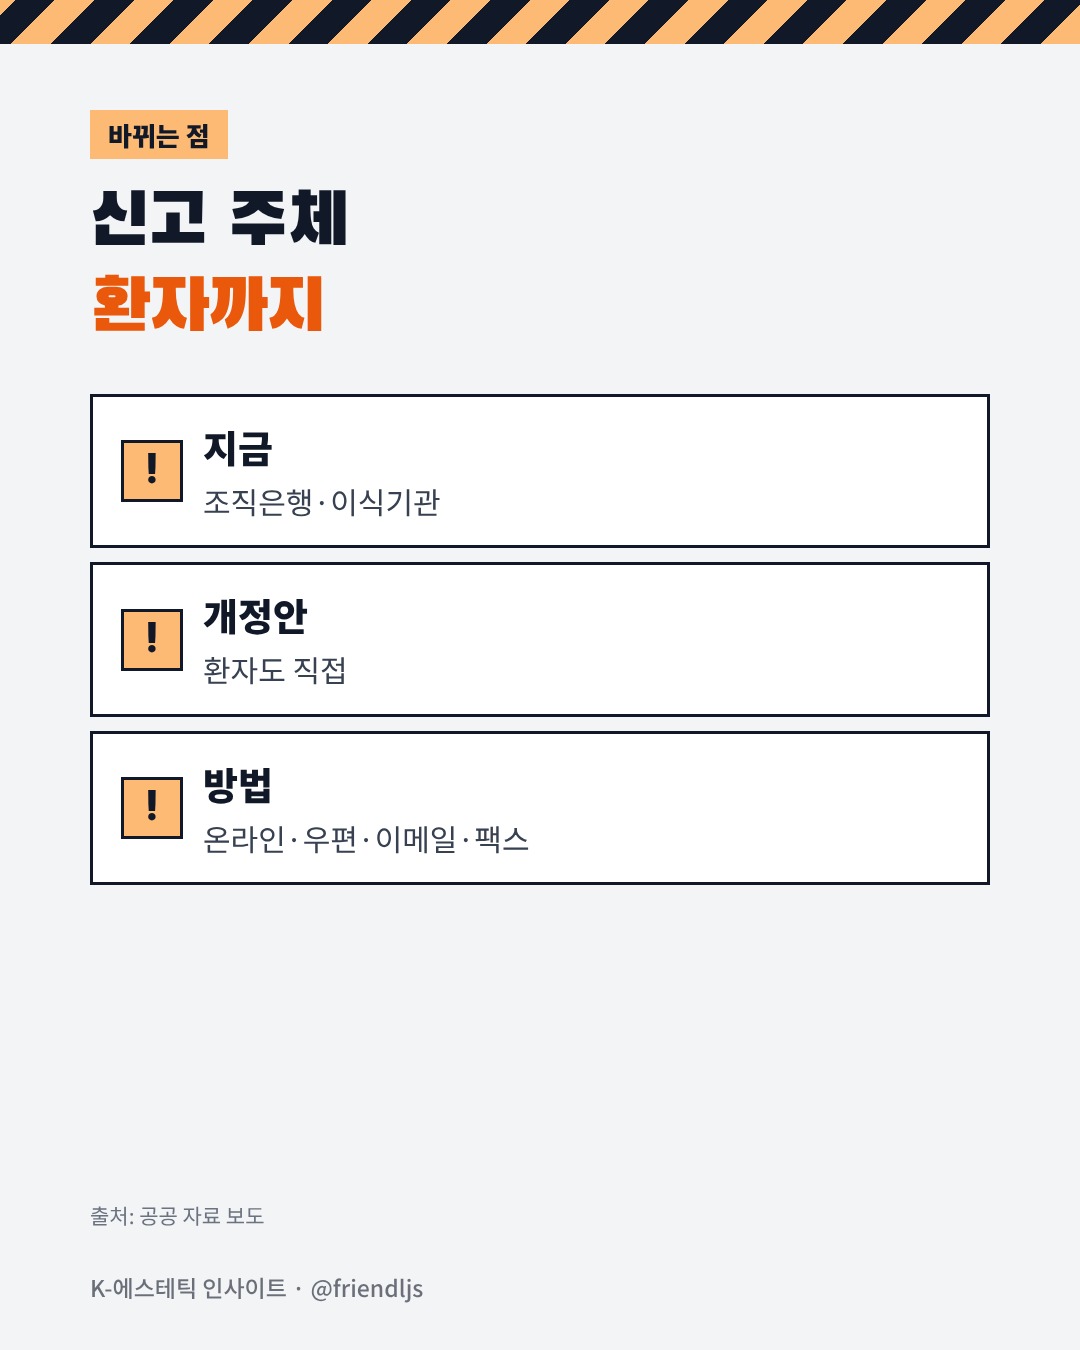 바뀌는 점
신고 주체
환자까지
!
지금
조직은행·이식기관
!
개정안
환자도 직접
!
방법
온라인·우편·이메일·팩스
출처: 공공 자료 보도
K-에스테틱 인사이트 · @friendljs